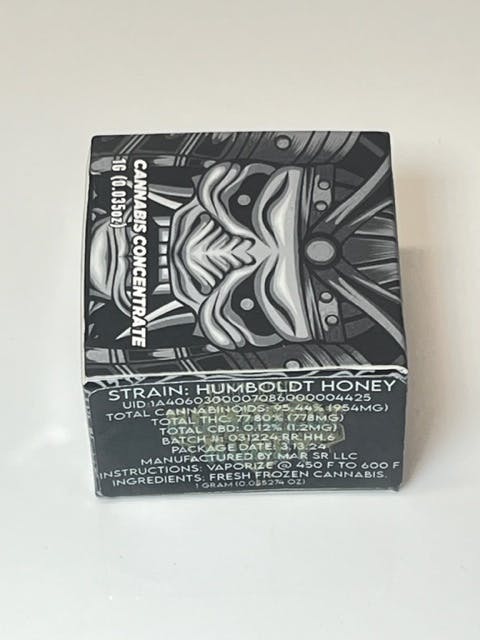 CANNABIS CONCENTRATE
1G (0.035oz)
STRAIN: HUMBOLDT HONEY
UID 1A4060300007086000004425
TOTAL CANNABINOIDS: 95.44% (954MG)
TOTAL THC: 77.80% (778MG)
TOTAL CBD: 0.12% (1.2MG)
BATCH #: 031224.RR.HH.6
PACKAGE DATE: 3.13.24
MANUFACTURED BY MAR SR LLC
INSTRUCTIONS: VAPORIZE @ 450 F TO 600 F
INGREDIENTS: FRESH FROZEN CANNABIS.
1 GRAM (0.035274 OZ)